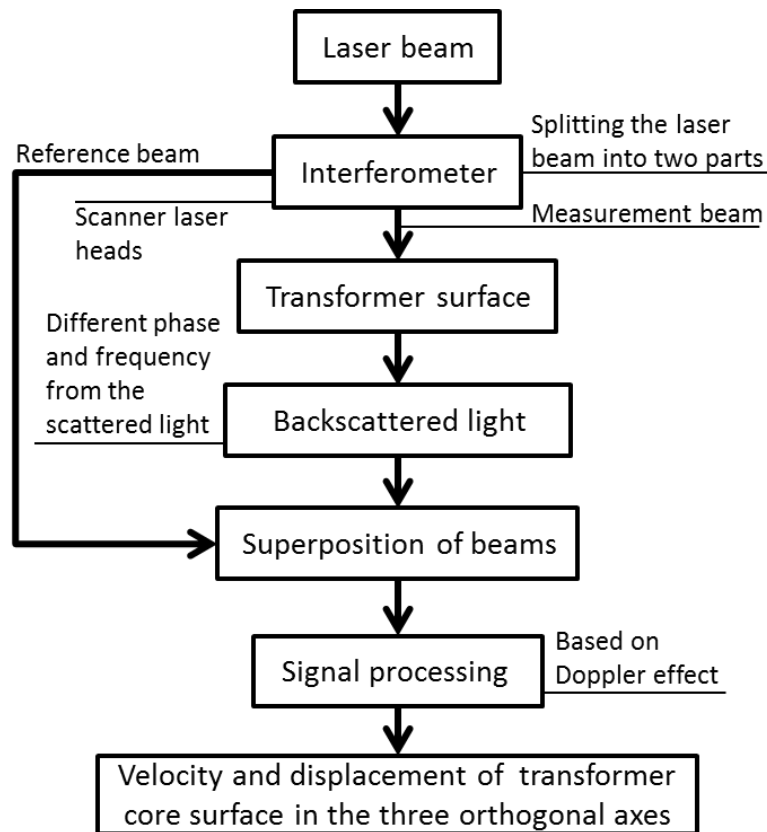 Laser beam
Reference beam
Interferometer
Splitting the laser
beam into two parts
Scanner laser
heads
Measurement beam
Transformer surface
Different phase
and frequency
from the
scattered light
Backscattered light
Superposition of beams
Signal processing
Based on
Doppler effect
Velocity and displacement of transformer
core surface in the three orthogonal axes